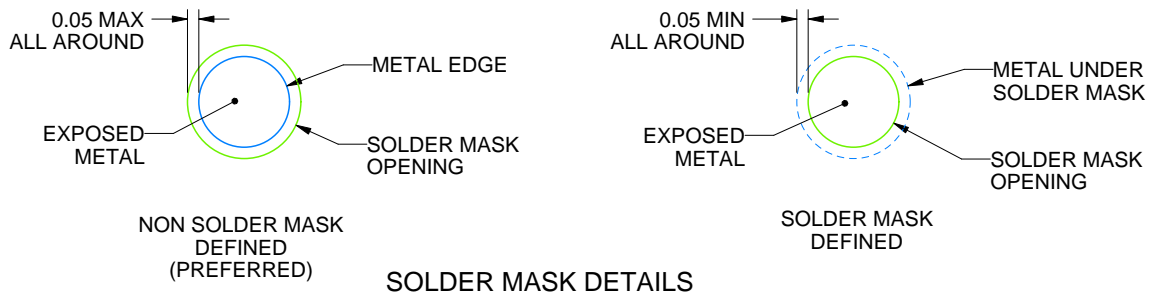 0.05 MAX
ALL AROUND
METAL EDGE
EXPOSED
METAL
SOLDER MASK
OPENING
NON SOLDER MASK
DEFINED
(PREFERRED)
0.05 MIN
ALL AROUND
METAL UNDER
SOLDER MASK
EXPOSED
METAL
SOLDER MASK
OPENING
SOLDER MASK
DEFINED
SOLDER MASK DETAILS